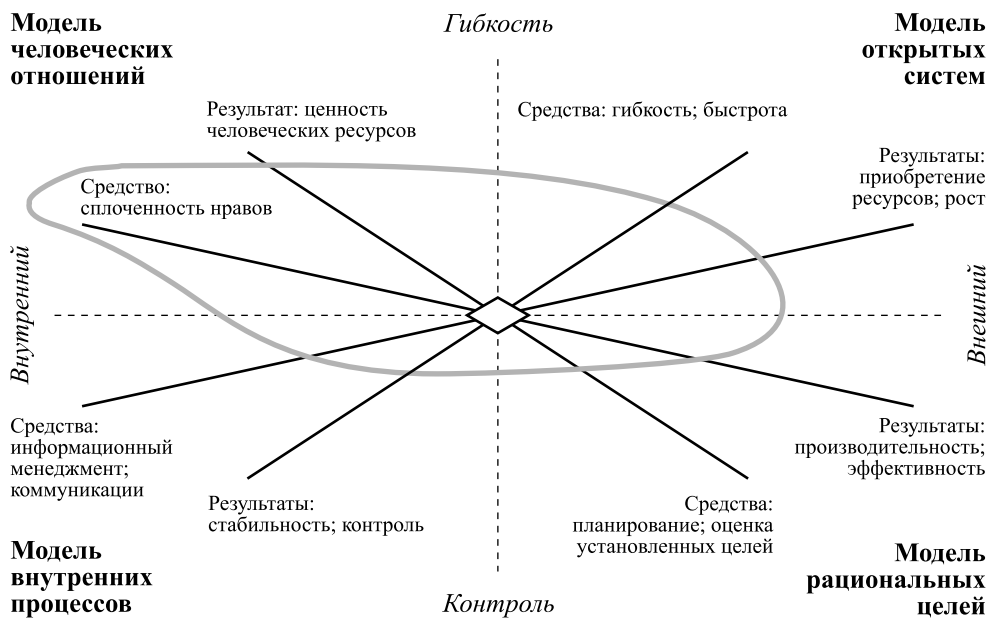 Модель
человеческих
отношений
Гибкость
Модель
открытых
систем
Результат: ценность
человеческих ресурсов
Средства: гибкость; быстрота
Результаты:
приобретение
ресурсов; рост
Средство:
сплоченность нравов
Внутренний
Внешний
Средства:
информационный
менеджмент;
коммуникации
Результаты:
производительность;
эффективность
Результаты:
стабильность; контроль
Средства:
планирование; оценка
установленных целей
Модель
внутренних
процессов
Контроль
Модель
рациональных
целей